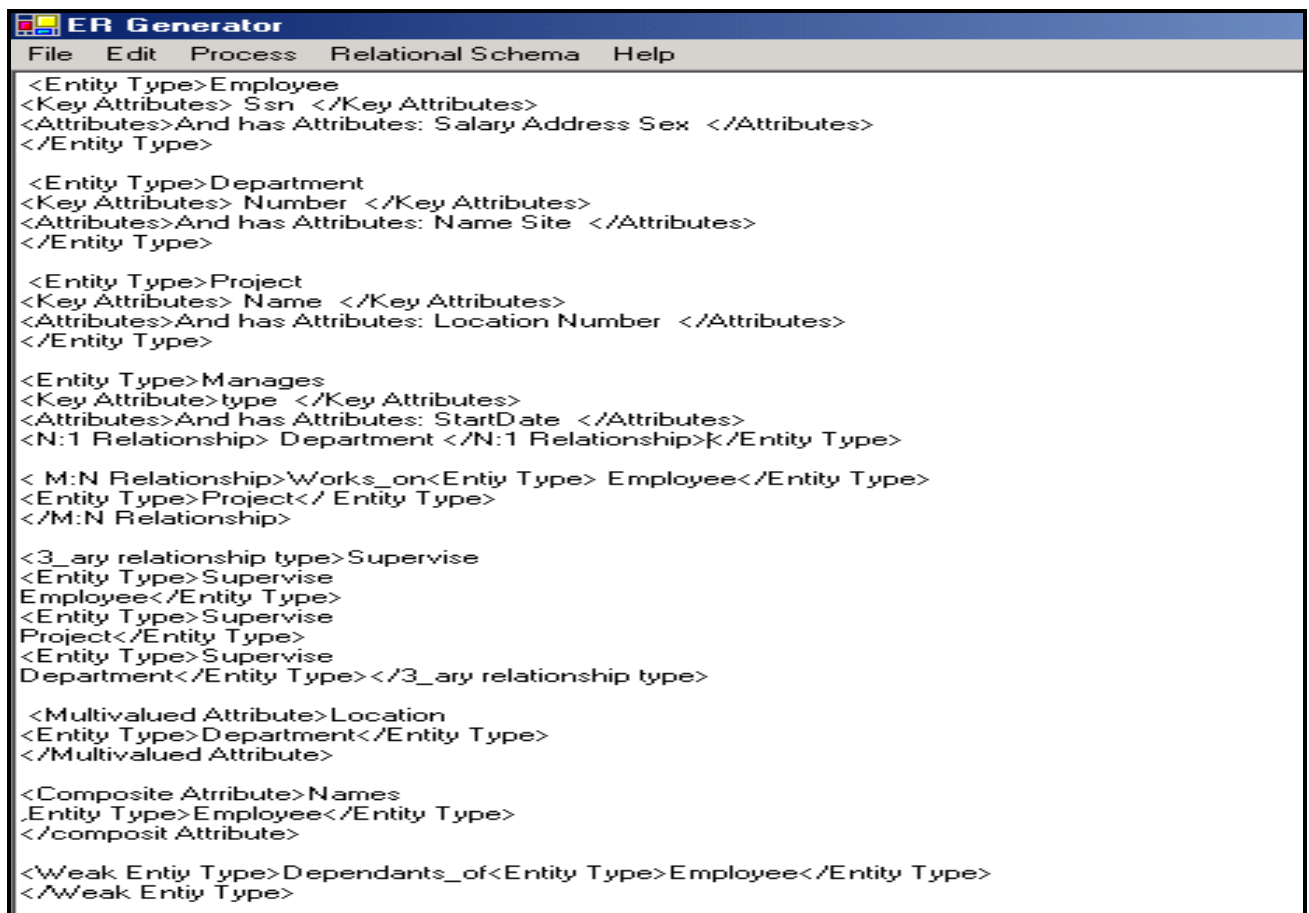 ER Generator
File Edit Process Relational Schema Help
<Entity Type>Employee
<Key Attributes> Ssn </Key Attributes>
<Attributes>And has Attributes: Salary Address Sex </Attributes>
</Entity Type>
<Entity Type>Department
<Key Attributes> Number </Key Attributes>
<Attributes>And has Attributes: Name Site </Attributes>
</Entity Type>
<Entity Type>Project
<Key Attributes> Name </Key Attributes>
<Attributes>And has Attributes: Location Number </Attributes>
</Entity Type>
<Entity Type>Manages
<Key Attribute>type </Key Attributes>
<Attributes>And has Attributes: StartDate </Attributes>
<N:1 Relationship> Department </N:1 Relationship></Entity Type>
< M:N Relationship>Works_on<Entiy Type> Employee</Entity Type>
<Entity Type>Project</ Entity Type>
</M:N Relationship>
<3_ary relationship type>Supervise
<Entity Type>Supervise
Employee</Entity Type>
<Entity Type>Supervise
Project</Entity Type>
<Entity Type>Supervise
Department</Entity Type></3_ary relationship type>
<Multivalued Attribute>Location
<Entity Type>Department</Entity Type>
</Multivalued Attribute>
<Composite Atrribute>Names
,Entity Type>Employee</Entity Type>
</composit Attribute>
<Weak Entiy Type>Dependants_of<Entity Type>Employee</Entity Type>
</Weak Entiy Type>